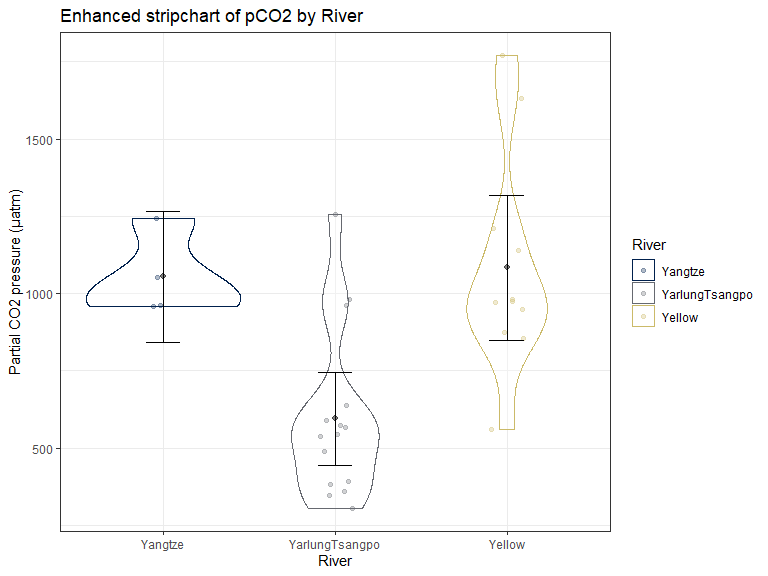 Enhanced stripchart of pCO2 by River
Partial CO2 pressure (µatm)
1500
1000
500
Yangtze
YarlungTsangpo
Yellow
River
River
Yangtze
YarlungTsangpo
Yellow